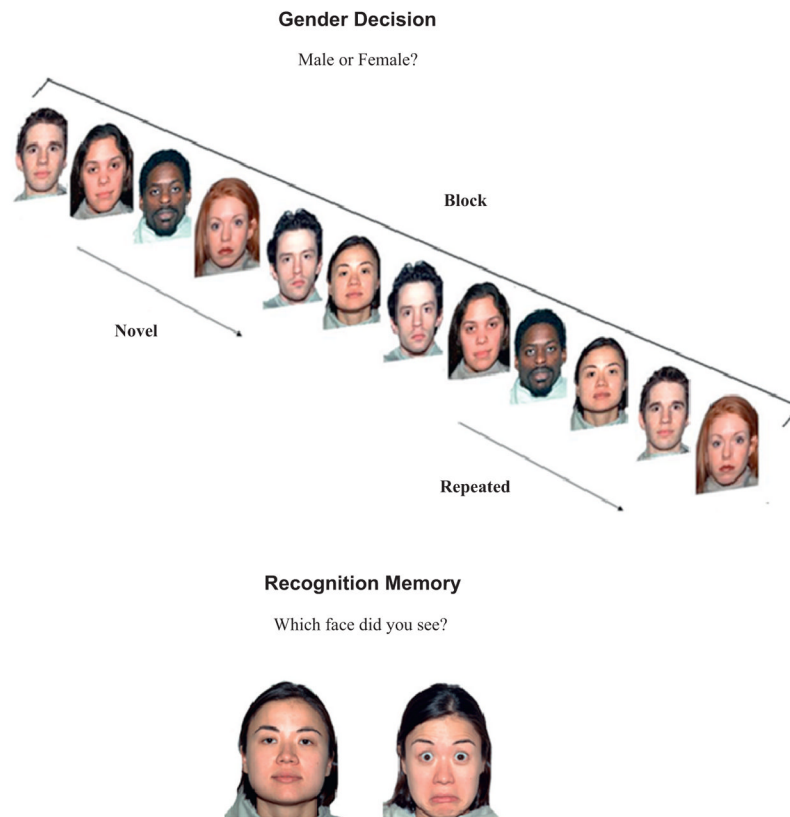 Gender Decision
Male or Female?
Block
Novel
Repeated
Recognition Memory
Which face did you see?